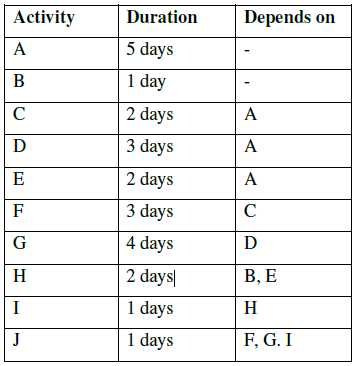 Activity Duration Depends on
A 5 days -
B 1 day -
C 2 days A
D 3 days A
E 2 days A
F 3 days C
G 4 days D
H 2 days B, E
I 1 days H
J 1 days F, G. I